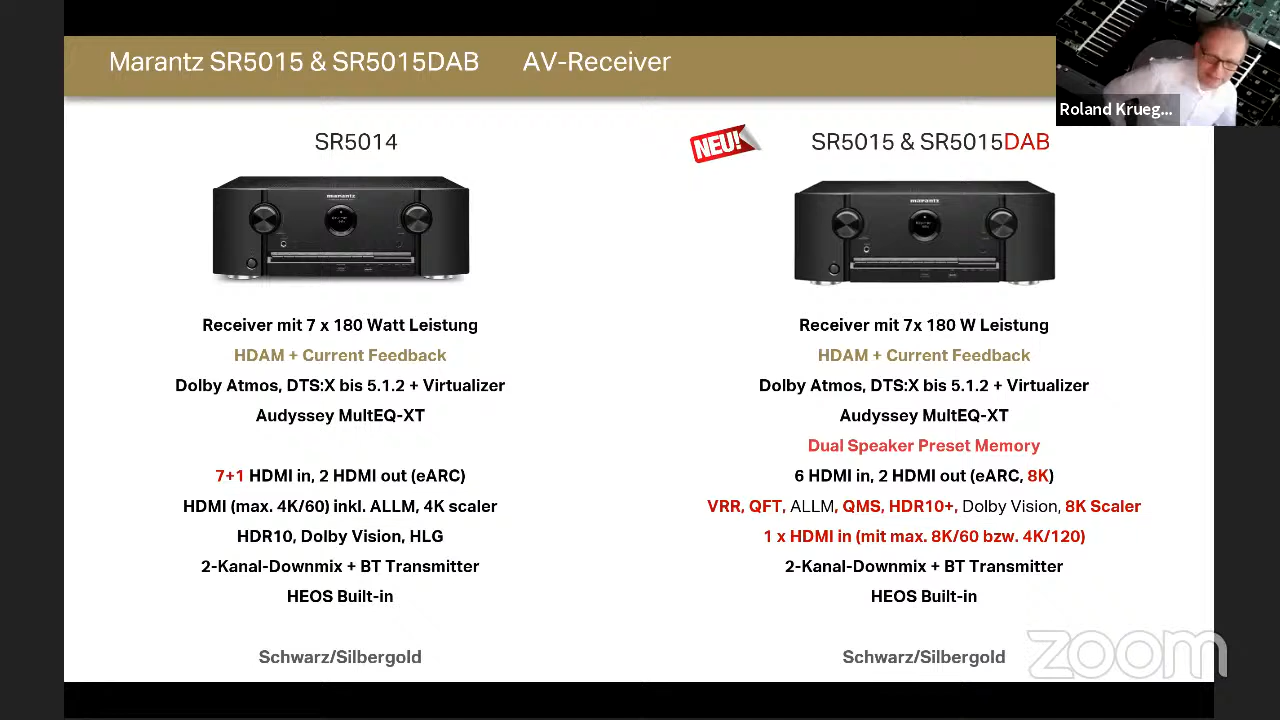 Marantz SR5015 & SR5015DAB AV-Receiver
Roland Krueg...
SR5014
marantz
Receiver mit 7 x 180 Watt Leistung
HDAM + Current Feedback
Dolby Atmos, DTS:X bis 5.1.2 + Virtualizer
Audyssey MultEQ-XT
7+1 HDMI in, 2 HDMI out (eARC)
HDMI (max. 4K/60) inkl. ALLM, 4K scaler
HDR10, Dolby Vision, HLG
2-Kanal-Downmix + BT Transmitter
HEOS Built-in
Schwarz/Silbergold
NEU!
SR5015 & SR5015DAB
marantz
Receiver mit 7x 180 W Leistung
HDAM + Current Feedback
Dolby Atmos, DTS:X bis 5.1.2 + Virtualizer
Audyssey MultEQ-XT
Dual Speaker Preset Memory
6 HDMI in, 2 HDMI out (eARC, 8K)
VRR, QFT, ALLM, QMS, HDR10+, Dolby Vision, 8K Scaler
1 x HDMI in (mit max. 8K/60 bzw. 4K/120)
2-Kanal-Downmix + BT Transmitter
HEOS Built-in
Schwarz/Silbergold
zoom